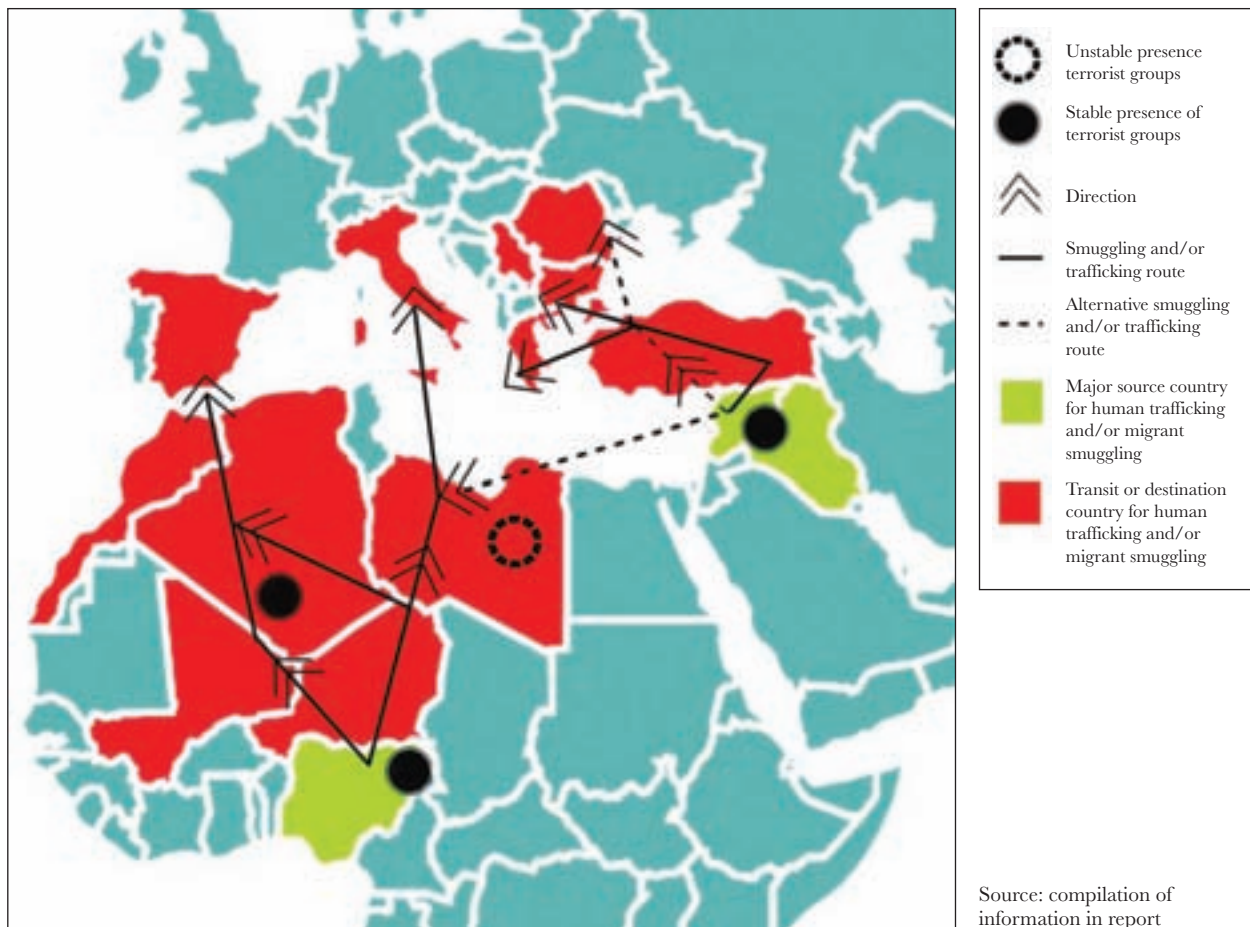 Unstable presence
terrorist groups
Stable presence of
terrorist groups
Direction
Smuggling and/or
trafficking route
Alternative smuggling
and/or trafficking
route
Major source country
for human trafficking
and/or migrant
smuggling
Transit or destination
country for human
trafficking and/or
migrant smuggling
Source: compilation of
information in report